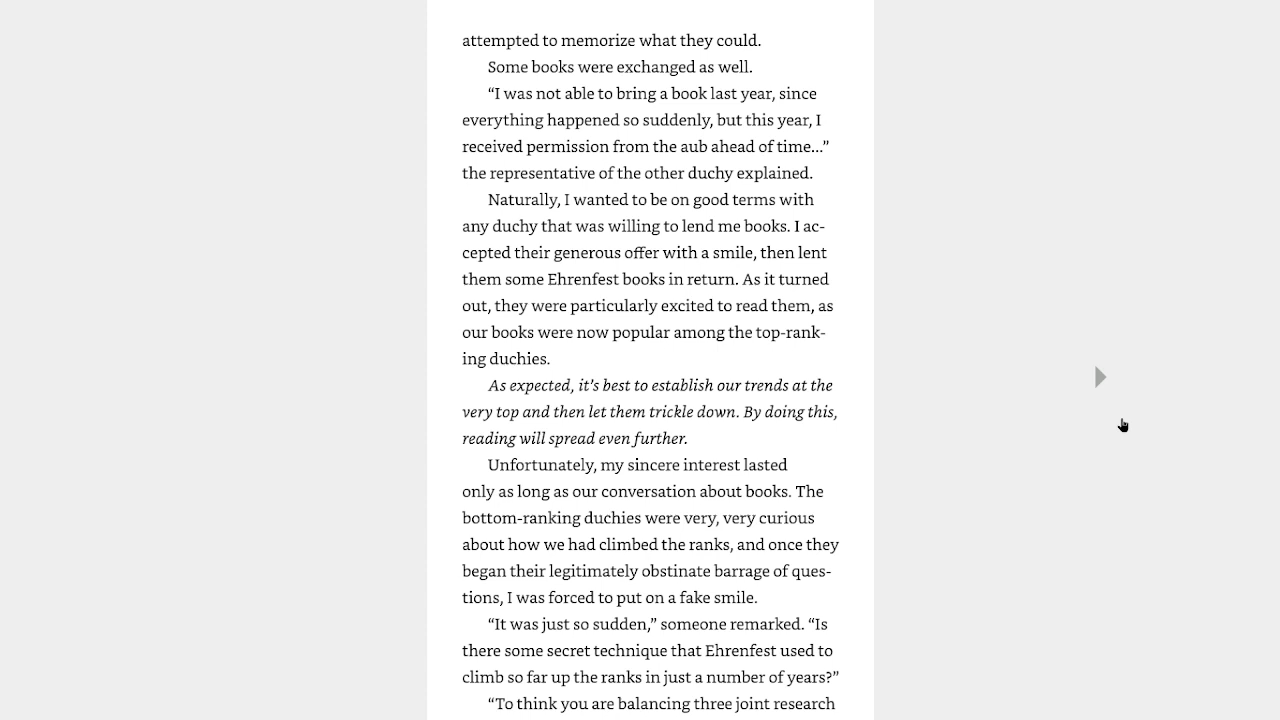 attempted to memorize what they could.
Some books were exchanged as well.
“I was not able to bring a book last year, since
everything happened so suddenly, but this year, I
received permission from the aub ahead of time...”
the representative of the other duchy explained.
Naturally, I wanted to be on good terms with
any duchy that was willing to lend me books. I ac-
cepted their generous offer with a smile, then lent
them some Ehrenfest books in return. As it turned
out, they were particularly excited to read them, as
our books were now popular among the top-rank-
ing duchies.
As expected, it’s best to establish our trends at the
very top and then let them trickle down. By doing this,
reading will spread even further.
Unfortunately, my sincere interest lasted
only as long as our conversation about books. The
bottom-ranking duchies were very, very curious
about how we had climbed the ranks, and once they
began their legitimately obstinate barrage of ques-
tions, I was forced to put on a fake smile.
“It was just so sudden,” someone remarked. “Is
there some secret technique that Ehrenfest used to
climb so far up the ranks in just a number of years?”
“To think you are balancing three joint research